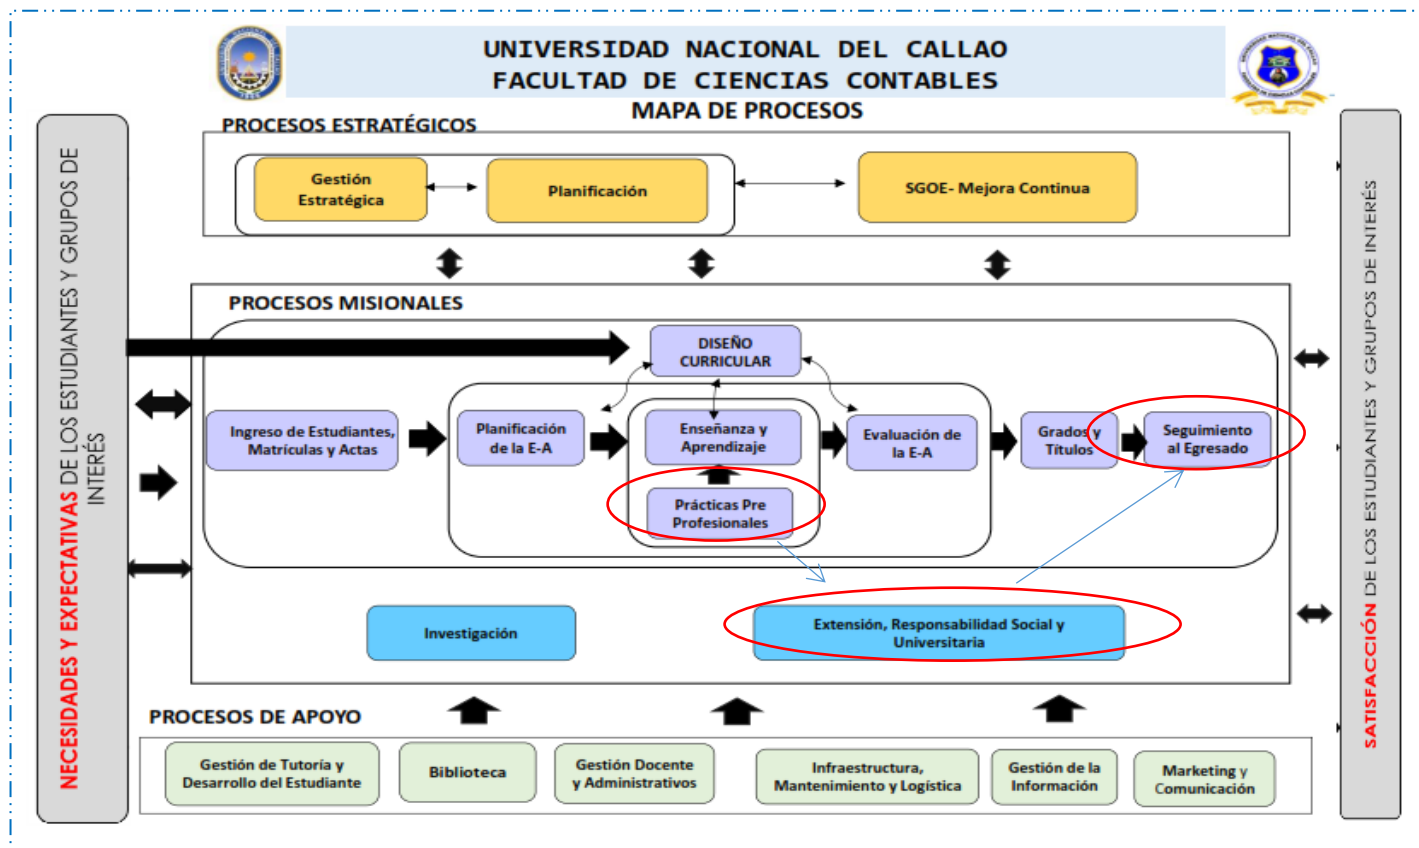 UNIVERSIDAD NACIONAL DEL CALLAO
FACULTAD DE CIENCIAS CONTABLES
MAPA DE PROCESOS
NECESIDADES Y EXPECTATIVAS DE LOS ESTUDIANTES Y GRUPOS DE
INTERÉS
PROCESOS ESTRATÉGICOS
Gestión
Estratégica
Planificación
SGOE- Mejora Continua
PROCESOS MISIONALES
DISEÑO
CURRICULAR
Ingreso de Estudiantes,
Matrículas y Actas
Planificación
de la E-A
Enseñanza y
Aprendizaje
Evaluación de
la E-A
Grados y
Títulos
Seguimiento
al Egresado
Prácticas Pre
Profesionales
Investigación
Extensión, Responsabilidad Social y
Universitaria
PROCESOS DE APOYO
Gestión de Tutoría y
Desarrollo del Estudiante
Biblioteca
Gestión Docente
y Administrativos
Infraestructura,
Mantenimiento y Logística
Gestión de la
Información
Marketing y
Comunicación
SATISFACCIÓN DE LOS ESTUDIANTES Y GRUPOS DE INTERÉS